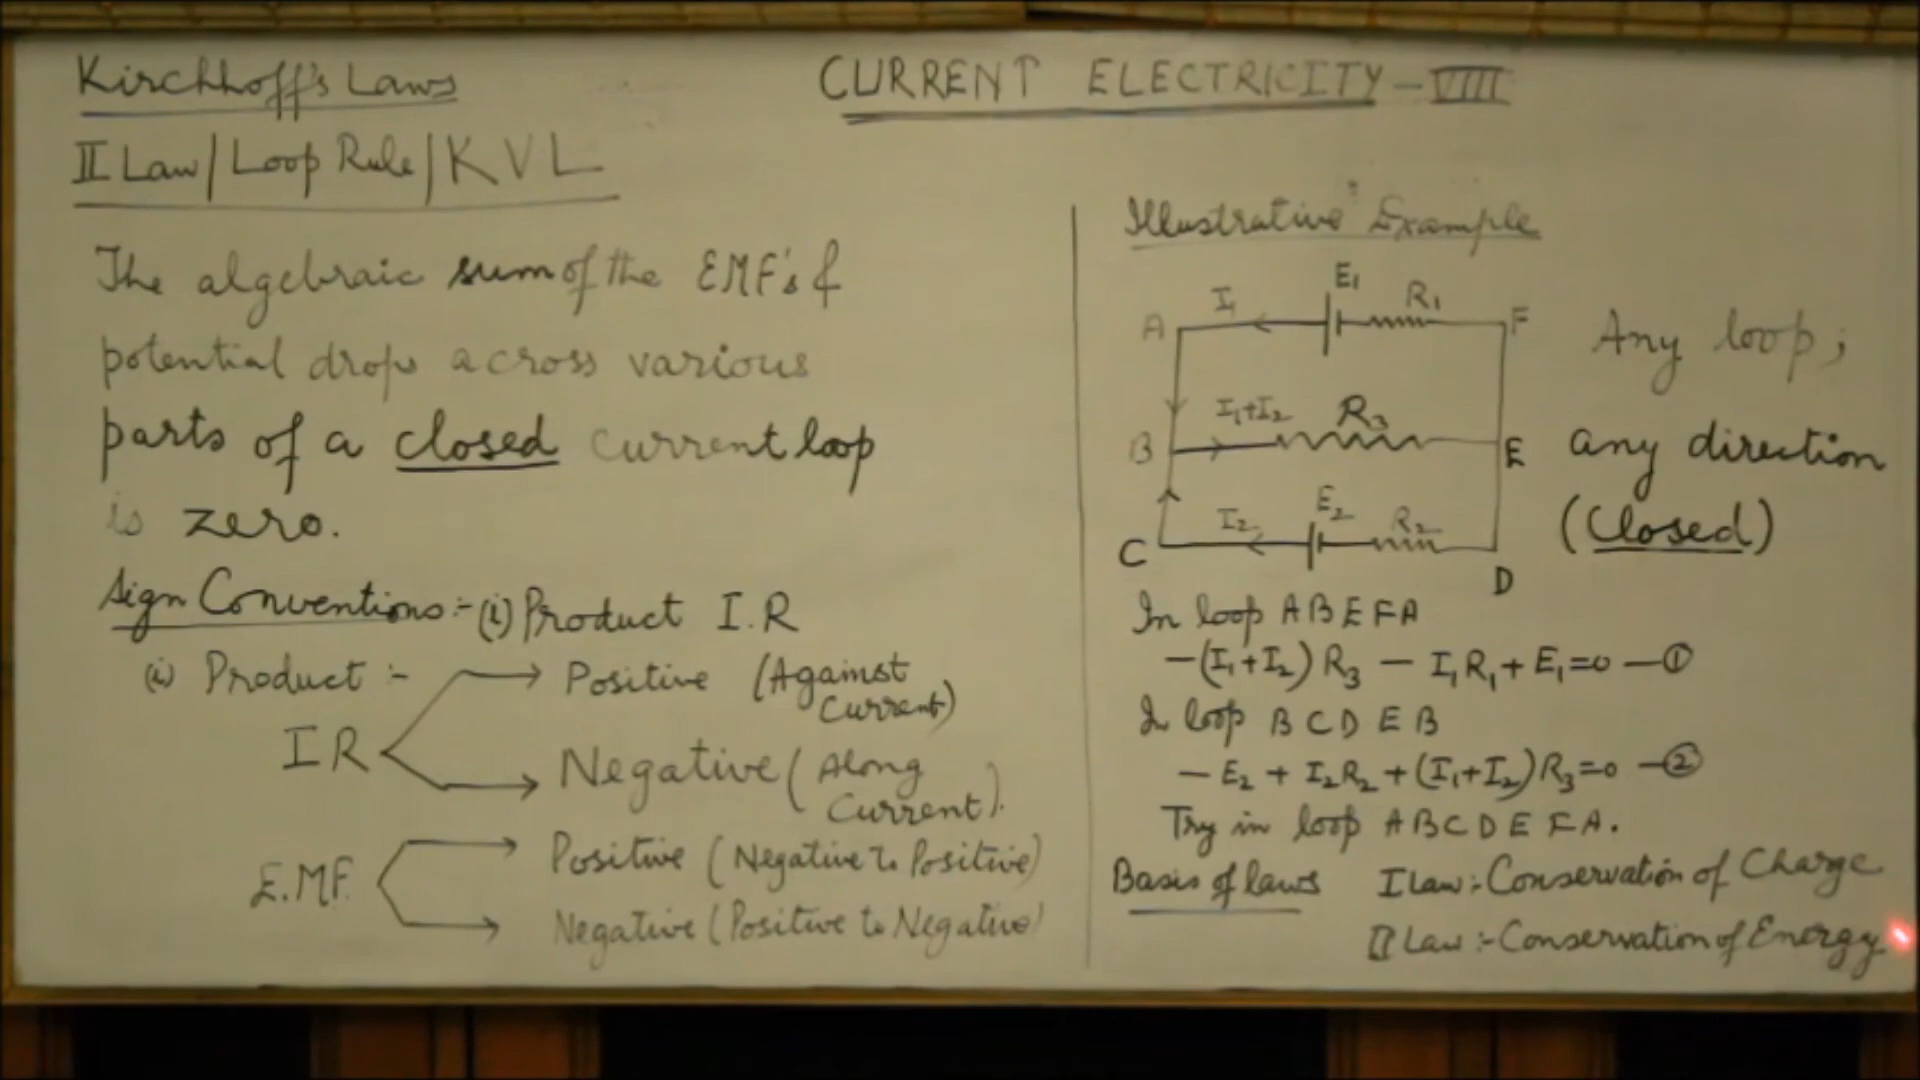 CURRENT ELECTRICITY - VIII
Kirchhoff's Laws
II Law / Loop Rule / KVL
The algebraic sum of the EMF's &
potential drops across various
parts of a closed current loop
is zero.
Sign Conventions :- (i) Product I.R
(i) Product :-
IR
Positive (Against Current)
Negative (Along Current).
E.MF.
Positive (Negative to Positive)
Negative (Positive to Negative)
Illustrative Example
E₁
I₁
R₁
A
F
Any loop;
I₁+I₂
R₃
B
E
any direction
(Closed)
I₂
E₂
R₂
C
D
In loop ABEFA
-(I₁+I₂) R₃ - I₁R₁ + E₁=0 —①
In loop BCDEB
- E₂ + I₂R₂ + (I₁+I₂)R₃=0 —②
Try in loop ABCDEFA.
Basis of laws
I Law :- Conservation of Charge
II Law :- Conservation of Energy